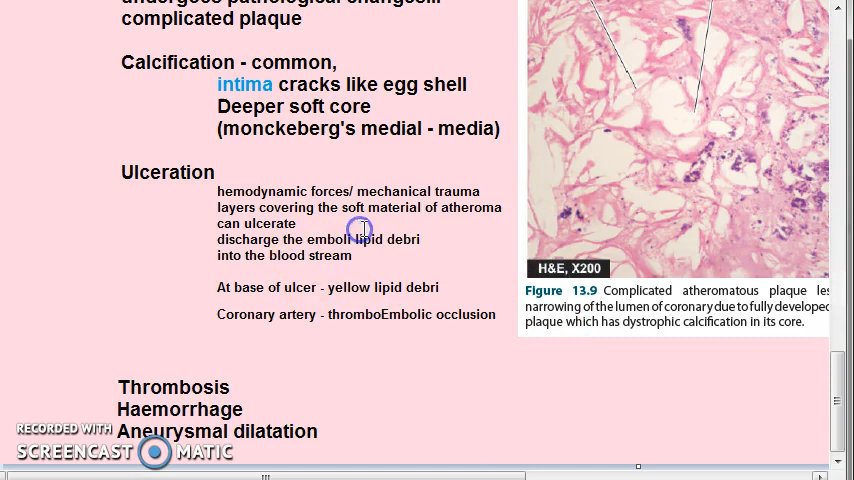 complicated plaque
Calcification - common,
intima cracks like egg shell
Deeper soft core
(monckeberg's medial - media)
Ulceration
hemodynamic forces/ mechanical trauma
layers covering the soft material of atheroma
can ulcerate
discharge the emboli lipid debri
into the blood stream
At base of ulcer - yellow lipid debri
Coronary artery - thromboEmbolic occlusion
Thrombosis
Haemorrhage
Aneurysmal dilatation
H&E, X200
Figure 13.9 Complicated atheromatous plaque les
narrowing of the lumen of coronary due to fully developed
plaque which has dystrophic calcification in its core.
RECORDED WITH
SCREENCAST MATIC